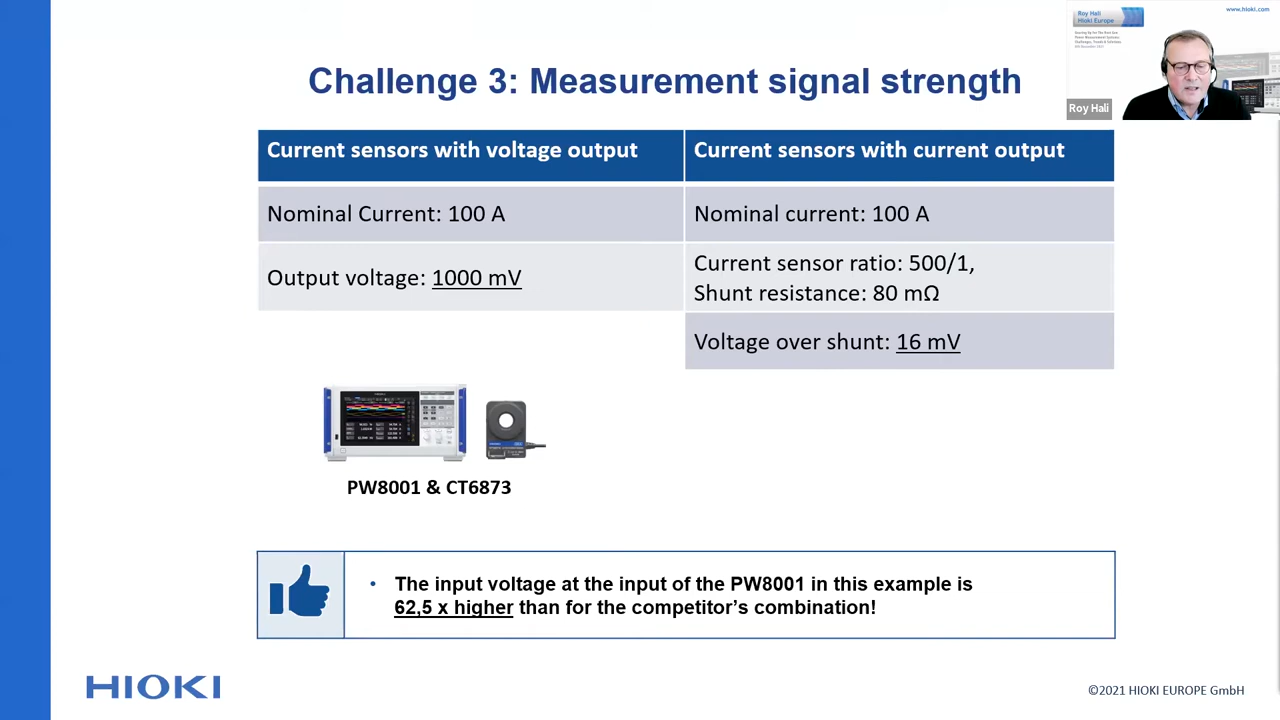 Roy Hali
Hioki Europe
www.hioki.com
Roy Hali
Challenge 3: Measurement signal strength
Current sensors with voltage output
Current sensors with current output
Nominal Current: 100 A
Nominal current: 100 A
Output voltage: 1000 mV
Current sensor ratio: 500/1,
Shunt resistance: 80 mΩ
Voltage over shunt: 16 mV
PW8001 & CT6873
• The input voltage at the input of the PW8001 in this example is
62,5 x higher than for the competitor's combination!
HIOKI
©2021 HIOKI EUROPE GmbH